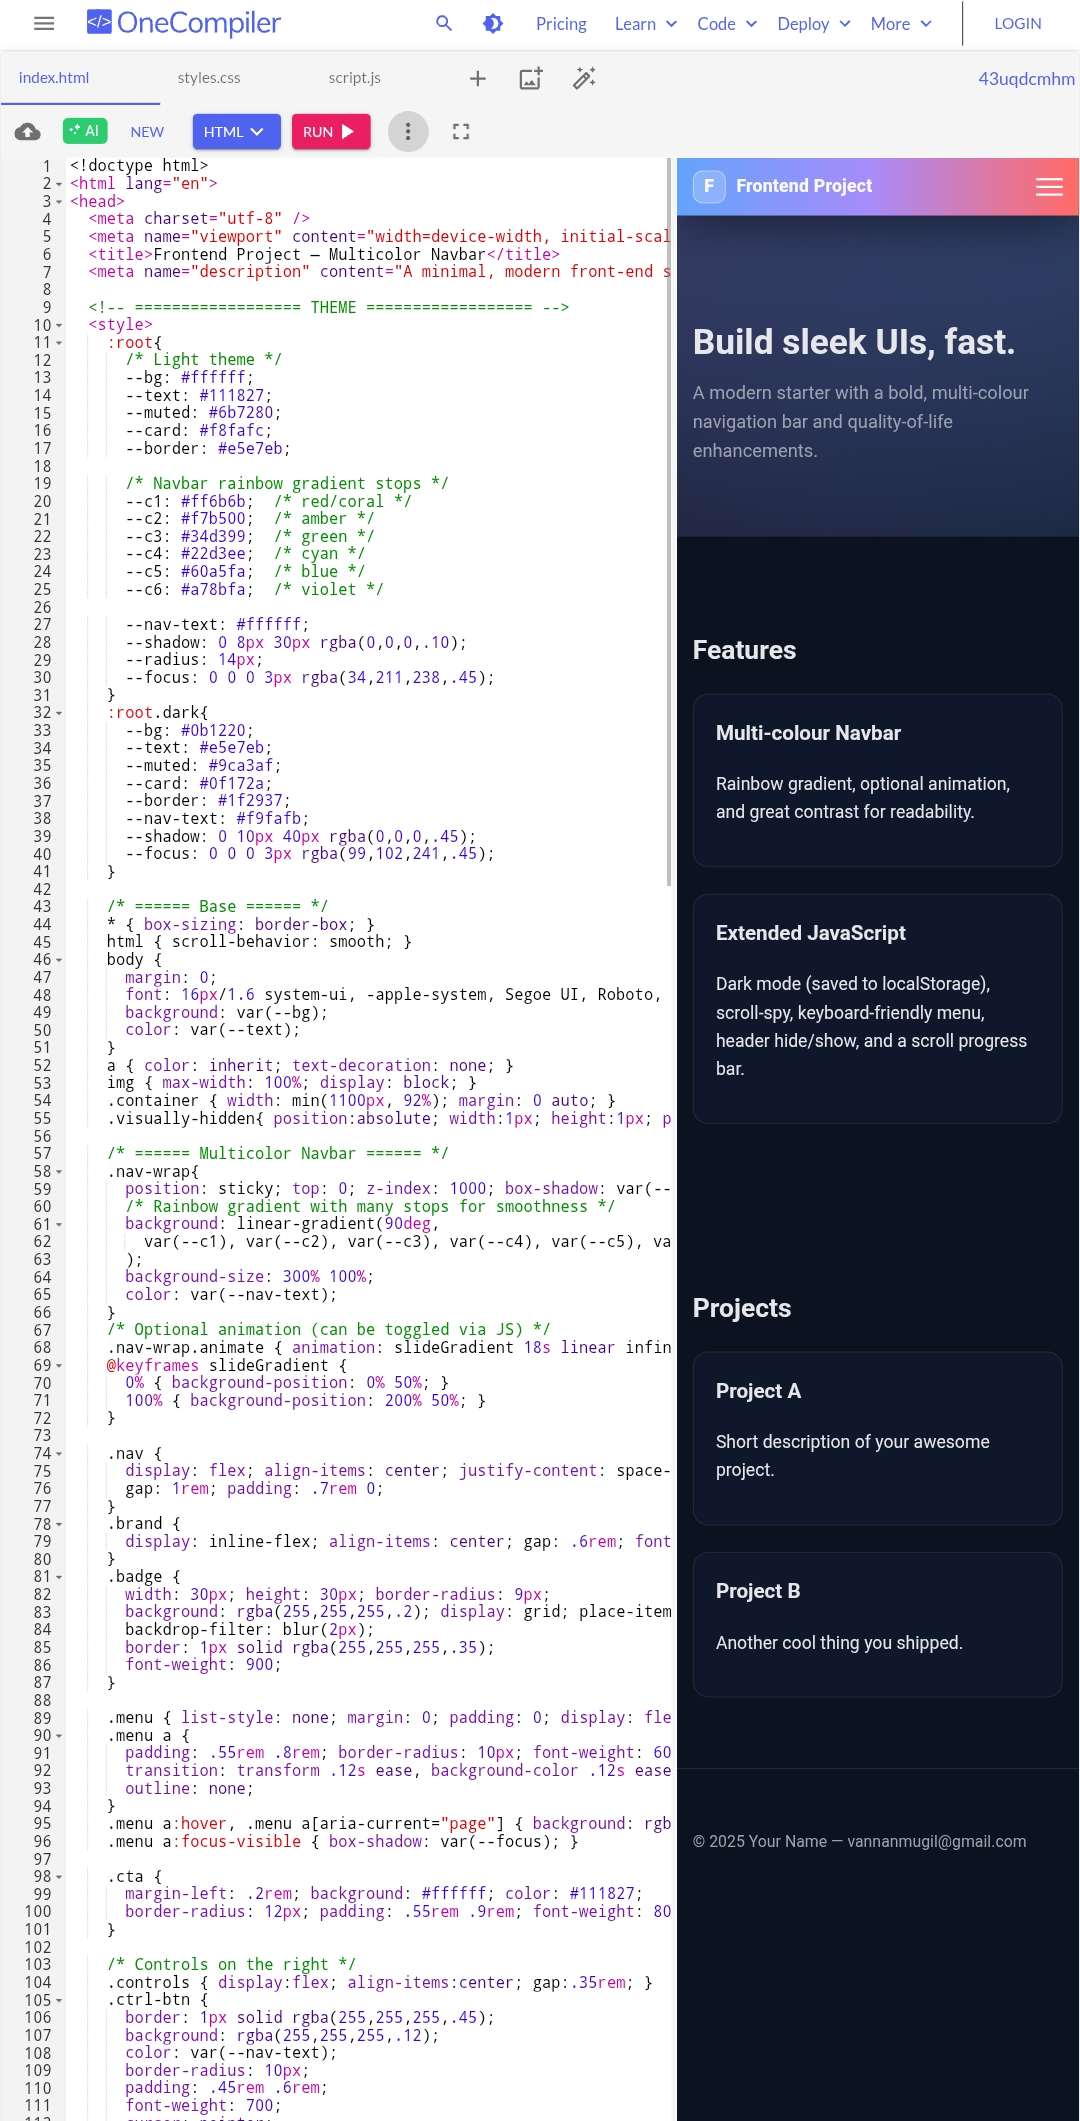 OneCompiler
Pricing
Learn
Code
Deploy
More
LOGIN
index.html
styles.css
script.js
43uqdcmhm
AI
NEW
HTML
RUN
1 <!doctype html>
2 <html lang="en">
3 <head>
4 <meta charset="utf-8" />
5 <meta name="viewport" content="width=device-width, initial-scal
6 <title>Frontend Project — Multicolor Navbar</title>
7 <meta name="description" content="A minimal, modern front-end s
8
9 <!-- ================== THEME ================== -->
10 <style>
11 :root{
12 /* Light theme */
13 --bg: #ffffff;
14 --text: #111827;
15 --muted: #6b7280;
16 --card: #f8fafc;
17 --border: #e5e7eb;
18
19 /* Navbar rainbow gradient stops */
20 --c1: #ff6b6b; /* red/coral */
21 --c2: #f7b500; /* amber */
22 --c3: #34d399; /* green */
23 --c4: #22d3ee; /* cyan */
24 --c5: #60a5fa; /* blue */
25 --c6: #a78bfa; /* violet */
26
27 --nav-text: #ffffff;
28 --shadow: 0 8px 30px rgba(0,0,0,.10);
29 --radius: 14px;
30 --focus: 0 0 0 3px rgba(34,211,238,.45);
31 }
32 :root.dark{
33 --bg: #0b1220;
34 --text: #e5e7eb;
35 --muted: #9ca3af;
36 --card: #0f172a;
37 --border: #1f2937;
38 --nav-text: #f9fafb;
39 --shadow: 0 10px 40px rgba(0,0,0,.45);
40 --focus: 0 0 0 3px rgba(99,102,241,.45);
41 }
42
43 /* ====== Base ====== */
44 * { box-sizing: border-box; }
45 html { scroll-behavior: smooth; }
46 body {
47 margin: 0;
48 font: 16px/1.6 system-ui, -apple-system, Segoe UI, Roboto,
49 background: var(--bg);
50 color: var(--text);
51 }
52 a { color: inherit; text-decoration: none; }
53 img { max-width: 100%; display: block; }
54 .container { width: min(1100px, 92%); margin: 0 auto; }
55 .visually-hidden{ position:absolute; width:1px; height:1px; p
56
57 /* ====== Multicolor Navbar ====== */
58 .nav-wrap{
59 position: sticky; top: 0; z-index: 1000; box-shadow: var(--
60 /* Rainbow gradient with many stops for smoothness */
61 background: linear-gradient(90deg,
62 var(--c1), var(--c2), var(--c3), var(--c4), var(--c5), va
63 );
64 background-size: 300% 100%;
65 color: var(--nav-text);
66 }
67 /* Optional animation (can be toggled via JS) */
68 .nav-wrap.animate { animation: slideGradient 18s linear infin
69 @keyframes slideGradient {
70 0% { background-position: 0% 50%; }
71 100% { background-position: 200% 50%; }
72 }
73
74 .nav {
75 display: flex; align-items: center; justify-content: space-
76 gap: 1rem; padding: .7rem 0;
77 }
78 .brand {
79 display: inline-flex; align-items: center; gap: .6rem; font
80 }
81 .badge {
82 width: 30px; height: 30px; border-radius: 9px;
83 background: rgba(255,255,255,.2); display: grid; place-item
84 backdrop-filter: blur(2px);
85 border: 1px solid rgba(255,255,255,.35);
86 font-weight: 900;
87 }
88
89 .menu { list-style: none; margin: 0; padding: 0; display: fle
90 .menu a {
91 padding: .55rem .8rem; border-radius: 10px; font-weight: 60
92 transition: transform .12s ease, background-color .12s ease
93 outline: none;
94 }
95 .menu a:hover, .menu a[aria-current="page"] { background: rgb
96 .menu a:focus-visible { box-shadow: var(--focus); }
97
98 .cta {
99 margin-left: .2rem; background: #ffffff; color: #111827;
100 border-radius: 12px; padding: .55rem .9rem; font-weight: 80
101 }
102
103 /* Controls on the right */
104 .controls { display:flex; align-items:center; gap:.35rem; }
105 .ctrl-btn {
106 border: 1px solid rgba(255,255,255,.45);
107 background: rgba(255,255,255,.12);
108 color: var(--nav-text);
109 border-radius: 10px;
110 padding: .45rem .6rem;
111 font-weight: 700;
F Frontend Project
Build sleek UIs, fast.
A modern starter with a bold, multi-colour
navigation bar and quality-of-life
enhancements.
Features
Multi-colour Navbar
Rainbow gradient, optional animation,
and great contrast for readability.
Extended JavaScript
Dark mode (saved to localStorage),
scroll-spy, keyboard-friendly menu,
header hide/show, and a scroll progress
bar.
Projects
Project A
Short description of your awesome
project.
Project B
Another cool thing you shipped.
© 2025 Your Name — vannanmugil@gmail.com